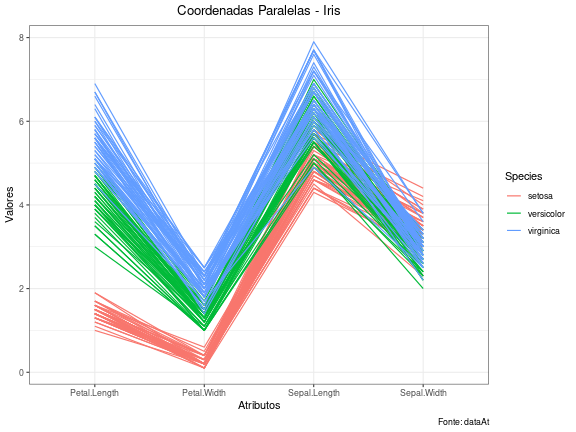 Coordenadas Paralelas - Iris
8
6
4
2
0
Valores
Petal.Length Petal.Width Sepal.Length Sepal.Width
Atributos
Species
setosa
versicolor
virginica
Fonte: dataAt